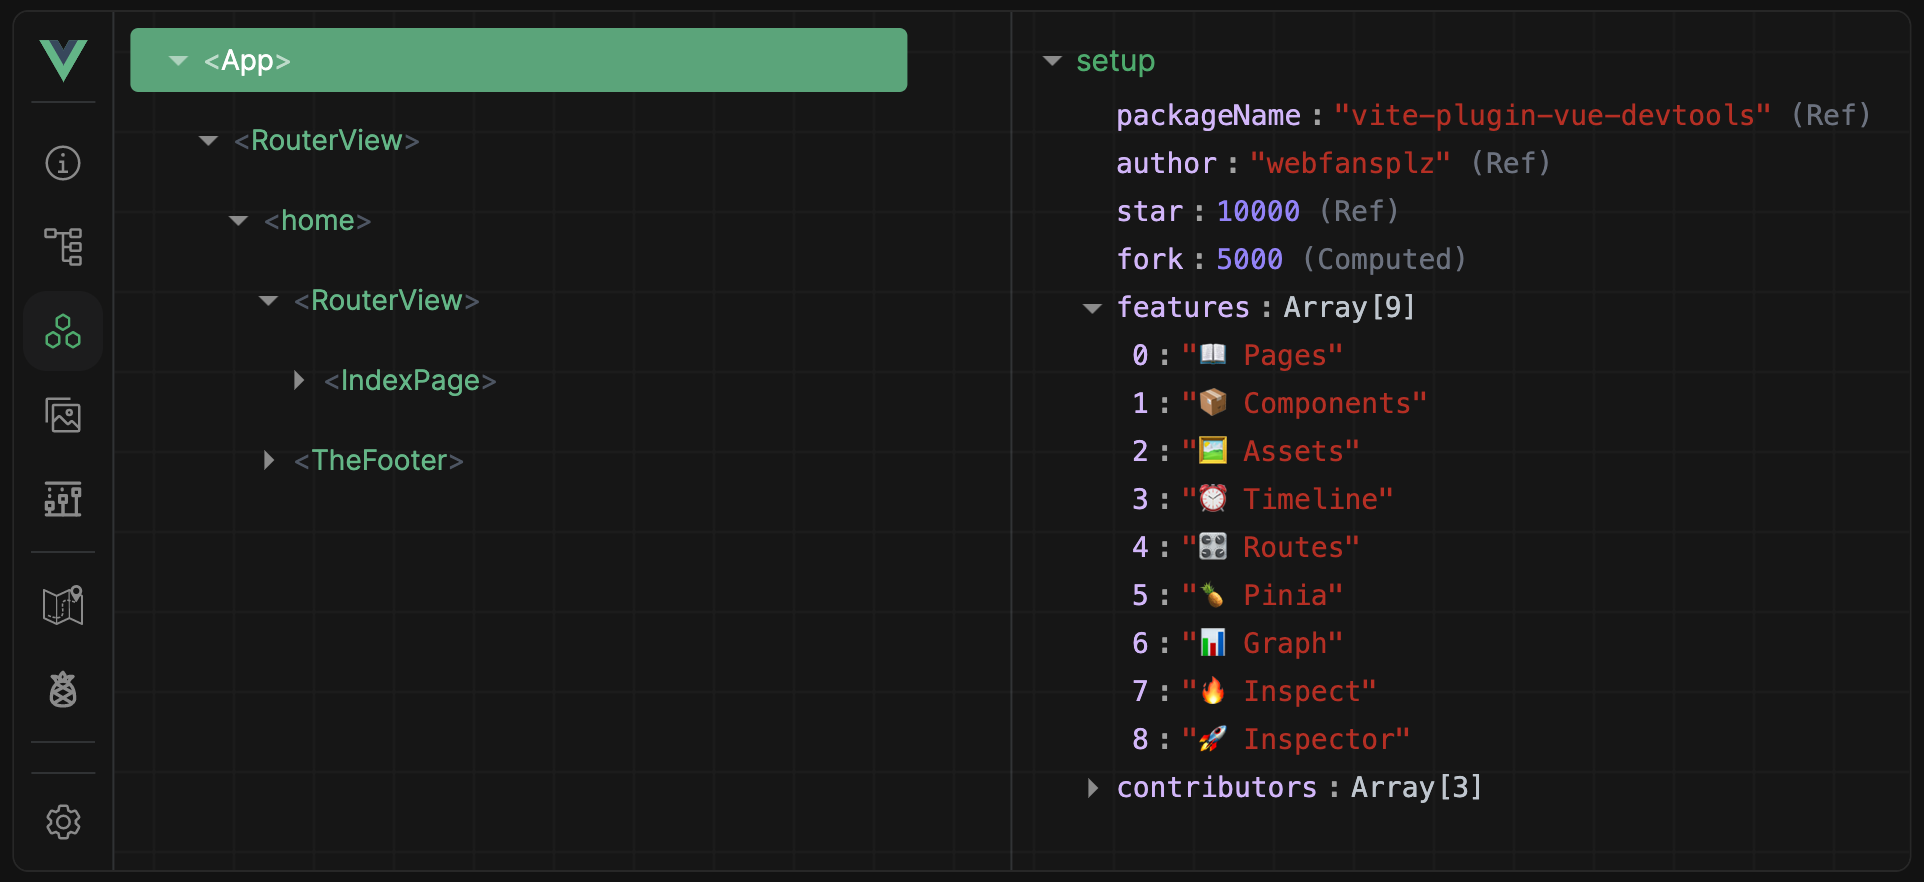 <App>
<RouterView>
<home>
<RouterView>
<IndexPage>
<TheFooter>
setup
packageName : "vite-plugin-vue-devtools" (Ref)
author : "webfansplz" (Ref)
star : 10000 (Ref)
fork : 5000 (Computed)
features : Array[9]
0 : "📖 Pages"
1 : "📦 Components"
2 : "🖼️ Assets"
3 : "⏰ Timeline"
4 : "🎛️ Routes"
5 : "🍍 Pinia"
6 : "📊 Graph"
7 : "🔥 Inspect"
8 : "🚀 Inspector"
contributors : Array[3]